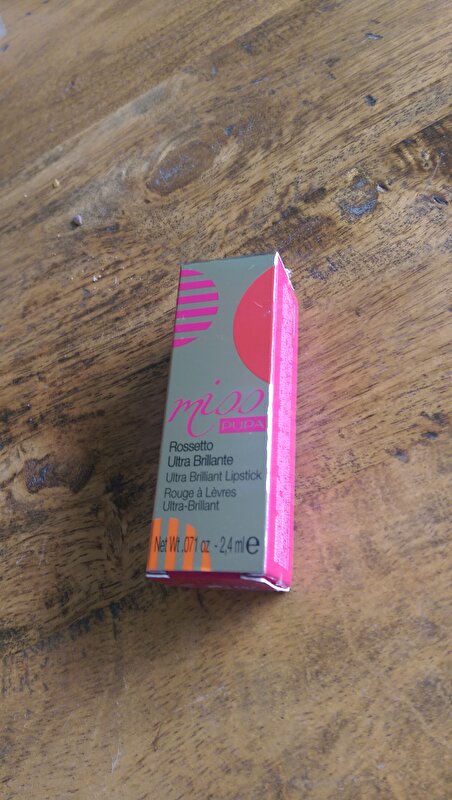 miss
PUPA
Rossetto
Ultra Brillante
Ultra Brilliant Lipstick
Rouge à Lèvres
Ultra-Brillant
Net Wt .071 oz - 2,4 ml e